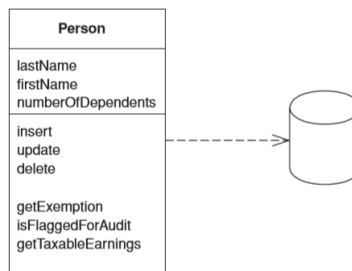 Person
lastName
firstName
numberOfDependents
insert
update
delete
getExemption
isFlaggedForAudit
getTaxableEarnings